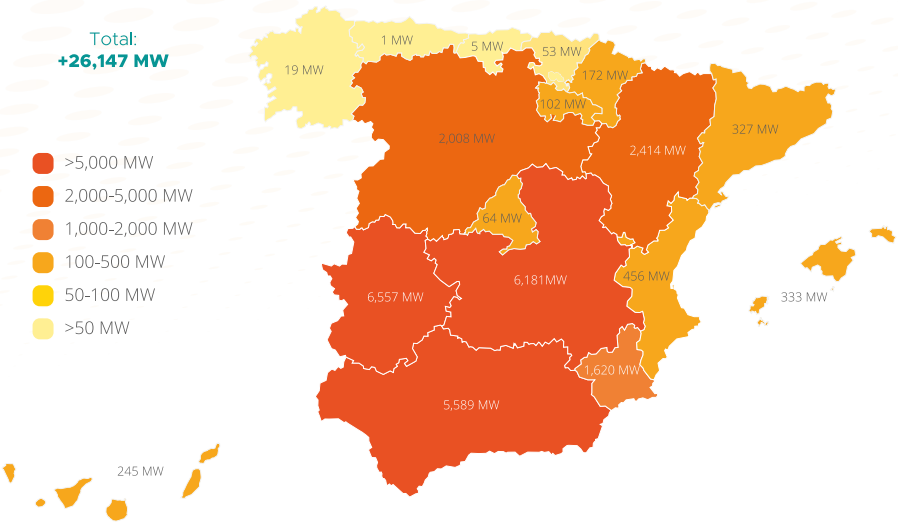 Total:
+26,147 MW
>5,000 MW
2,000-5,000 MW
1,000-2,000 MW
100-500 MW
50-100 MW
>50 MW
19 MW
1 MW
5 MW
53 MW
172 MW
102 MW
2,008 MW
2,414 MW
327 MW
64 MW
6,181MW
456 MW
333 MW
6,557 MW
1,620 MW
5,589 MW
245 MW